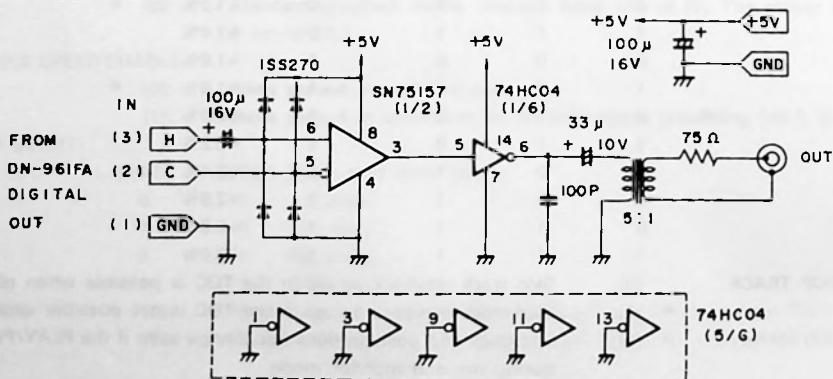 +5V
+5V
100μ
16V
GND
+5V
1SS270
SN75157
(1/2)
74HC04
(1/6)
IN
100μ
16V
FROM
(3)
H
6
8
3
5
14
6
33μ
10V
75Ω
OUT
DN-961FA
(2)
C
5
4
7
100P
5:1
DIGITAL
OUT
(1)
GND
+5V
3
9
11
13
74HC04
(5/6)